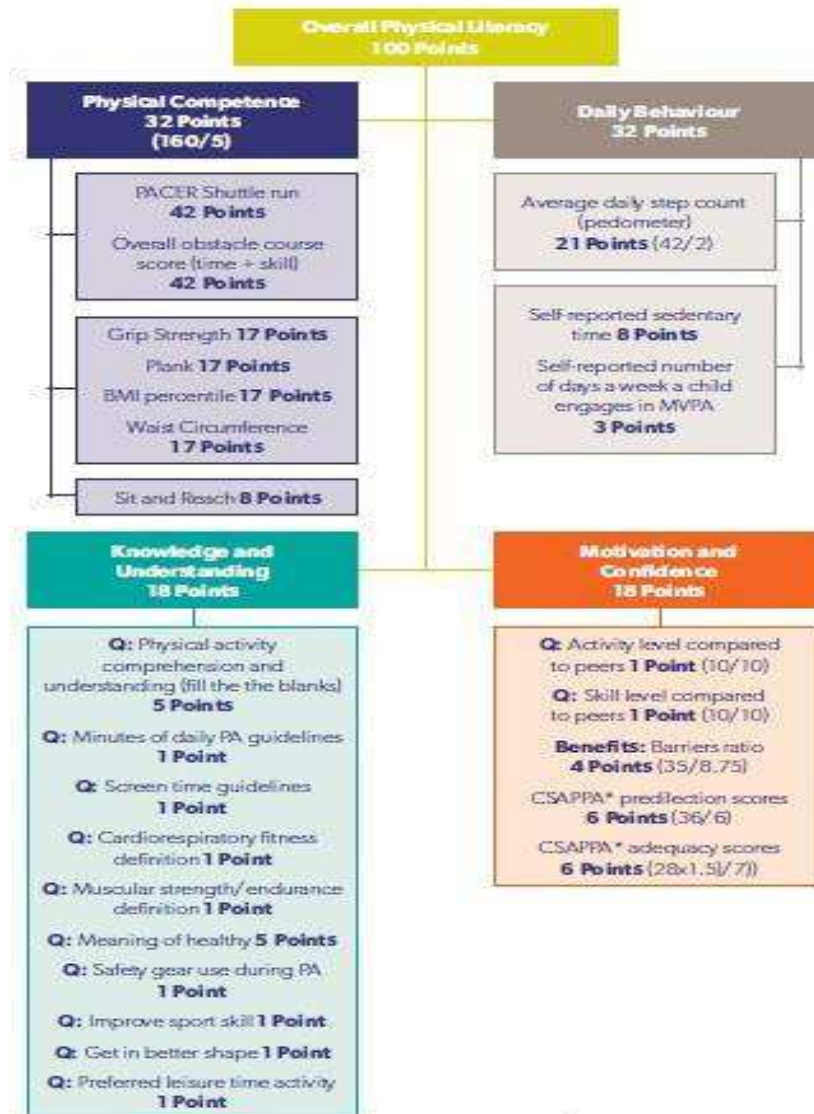 Overall Physical Literacy
100 Points
Physical Competence
32 Points
(160/5)
PACER Shuttle run
42 Points
Overall obstacle course
score (time + skill)
42 Points
Grip Strength 17 Points
Plank 17 Points
BMI percentile 17 Points
Waist Circumference
17 Points
Sit and Reach 8 Points
Daily Behaviour
32 Points
Average daily step count
(pedometer)
21 Points (42/2)
Self-reported sedentary
time 8 Points
Self-reported number
of days a week a child
engages in MVPA
3 Points
Knowledge and
Understanding
18 Points
Q: Physical activity
comprehension and
understanding (fill the the blanks)
5 Points
Q: Minutes of daily PA guidelines
1 Point
Q: Screen time guidelines
1 Point
Q: Cardiorespiratory fitness
definition 1 Point
Q: Muscular strength/endurance
definition 1 Point
Q: Meaning of healthy 5 Points
Q: Safety gear use during PA
1 Point
Q: Improve sport skill 1 Point
Q: Get in better shape 1 Point
Q: Preferred leisure time activity
1 Point
Motivation and
Confidence
18 Points
Q: Activity level compared
to peers 1 Point (10/10)
Q: Skill level compared
to peers 1 Point (10/10)
Benefits: Barriers ratio
4 Points (35/8.75)
CSAPPA* predilection scores
6 Points (36/6)
CSAPPA* adequacy scores
6 Points (28x1.5)/7))